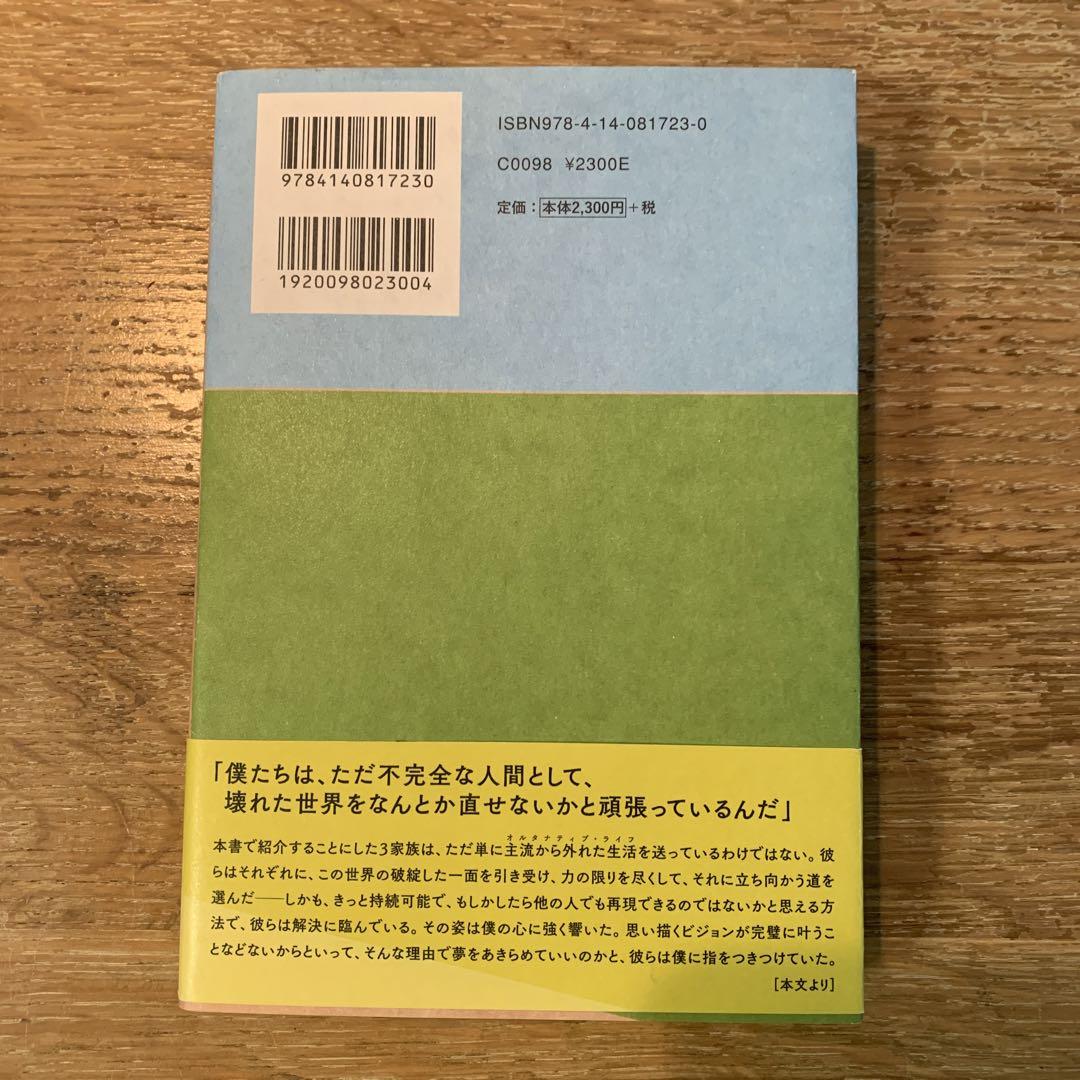 9784140817230
1920098023004
ISBN978-4-14-081723-0
C0098 ¥2300E
定価：本体2,300円+税
「僕たちは、ただ不完全な人間として、
壊れた世界をなんとか直せないかと頑張っているんだ」
オルタナティブ・ライフ
本書で紹介することにした3家族は、ただ単に主流から外れた生活を送っているわけではない。彼
らはそれぞれに、この世界の破綻した一面を引き受け、力の限りを尽くして、それに立ち向かう道を
選んだ──しかも、きっと持続可能で、もしかしたら他の人でも再現できるのではないかと思える方
法で、彼らは解決に臨んでいる。その姿は僕の心に強く響いた。思い描くビジョンが完璧に叶うこ
となどないからといって、そんな理由で夢をあきらめていいのかと、彼らは僕に指をつきつけていた。
［本文より］